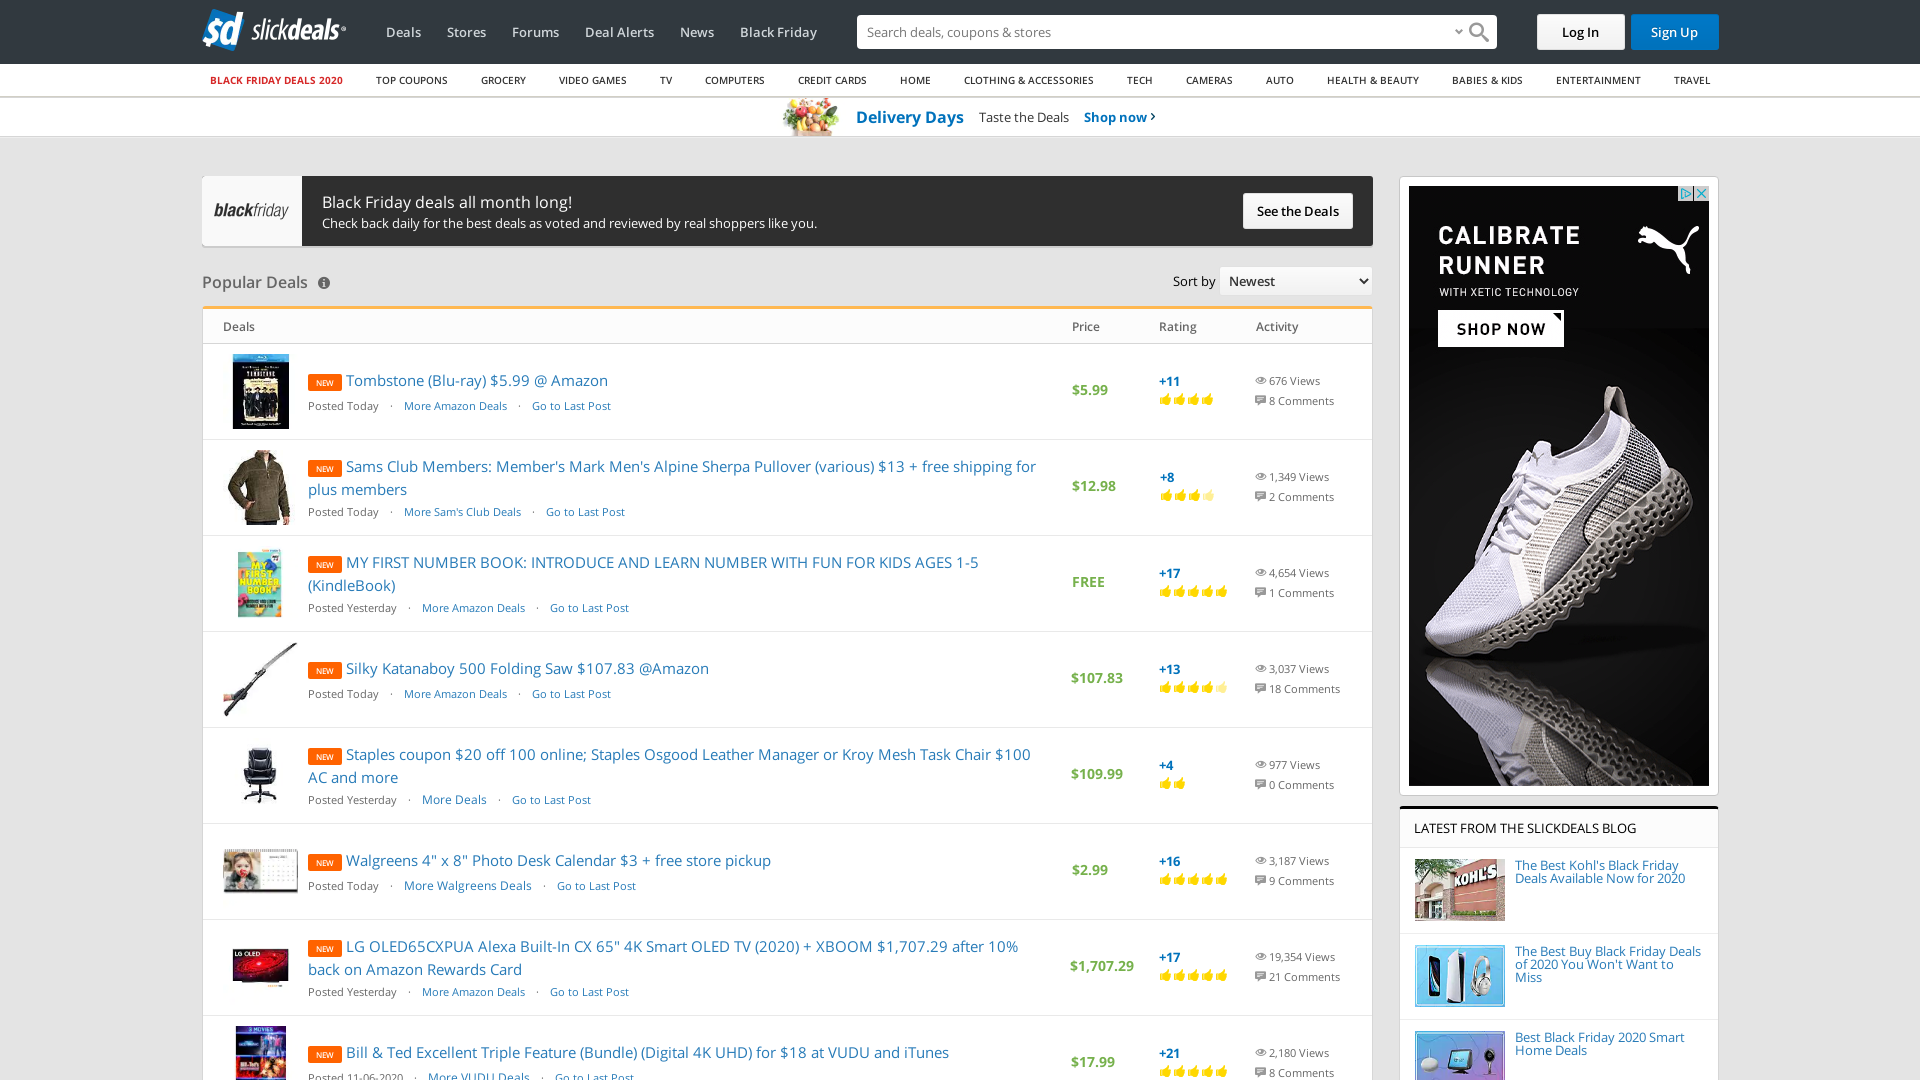 slickdeals
Deals
Stores
Forums
Deal Alerts
News
Black Friday
Search deals, coupons & shopping
Log In
Sign Up
BLACK FRIDAY DEALS 2020
TOP COUPONS
GROCERY
VIDEO GAMES
TV
COMPUTERS
CREDIT CARDS
HOME
CLOTHING & ACCESSORIES
TECH
CAMERAS
AUTO
HEALTH & BEAUTY
BABIES & KIDS
ENTERTAINMENT
TRAVEL
Delivery Days Taste the Deals Shop now
blackfriday
Black Friday deals all month long!
Check back daily for the best deals as voted and reviewed by real shoppers like you.
See the Deals
Popular Deals
Sort by Newest
Deals Price Rating Activity
NEW Tombstone (Blu-ray) $5.99 @ Amazon
Posted Today · More Amazon Deals · Go to Last Post
$5.99
+11
676 Views
8 Comments
NEW Sams Club Members: Member's Mark Men's Alpine Sherpa Pullover (various) $13 + free shipping for
plus members
Posted Today · More Sam's Club Deals · Go to Last Post
$12.98
+8
1,349 Views
2 Comments
MY FIRST NUMBER BOOK
NEW MY FIRST NUMBER BOOK: INTRODUCE AND LEARN NUMBER WITH FUN FOR KIDS AGES 1-5
(KindleBook)
Posted Yesterday · More Amazon Deals · Go to Last Post
FREE
+17
4,654 Views
1 Comments
NEW Silky Katanaboy 500 Folding Saw $107.83 @Amazon
Posted Today · More Amazon Deals · Go to Last Post
$107.83
+13
3,037 Views
18 Comments
NEW Staples coupon $20 off 100 online; Staples Osgood Leather Manager or Kroy Mesh Task Chair $100
AC and more
Posted Yesterday · More Deals · Go to Last Post
$109.99
+4
977 Views
0 Comments
NEW Walgreens 4" x 8" Photo Desk Calendar $3 + free store pickup
Posted Today · More Walgreens Deals · Go to Last Post
$2.99
+16
3,187 Views
9 Comments
LG OLED
NEW LG OLED65CXPUA Alexa Built-In CX 65" 4K Smart OLED TV (2020) + XBOOM $1,707.29 after 10%
back on Amazon Rewards Card
Posted Yesterday · More Amazon Deals · Go to Last Post
$1,707.29
+17
19,354 Views
21 Comments
NEW Bill & Ted Excellent Triple Feature (Bundle) (Digital 4K UHD) for $18 at VUDU and iTunes
Posted 11-06-2020 · More VUDU Deals · Go to Last Post
$17.99
+21
2,180 Views
8 Comments
CALIBRATE
RUNNER
WITH XETIC TECHNOLOGY
SHOP NOW
LATEST FROM THE SLICKDEALS BLOG
KOHL'S
The Best Kohl's Black Friday
Deals Available Now for 2020
The Best Buy Black Friday Deals
of 2020 You Won't Want to
Miss
Best Black Friday 2020 Smart
Home Deals